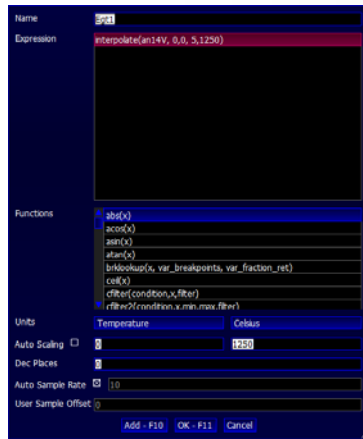 Name Egt1
Expression interpolate(an14V, 0,0, 5,1250)
Functions abs(x)
acos(x)
asin(x)
atan(x)
brklookup(x, var_breakpoints, var_fraction_ret)
ceil(x)
cfilter(condition,x,filter)
cfilter2(condition,x,min,max,filter)
Units Temperature Celsius
Auto Scaling 0 1250
Dec Places 0
Auto Sample Rate 10
User Sample Offset 0
Add - F10 OK - F11 Cancel